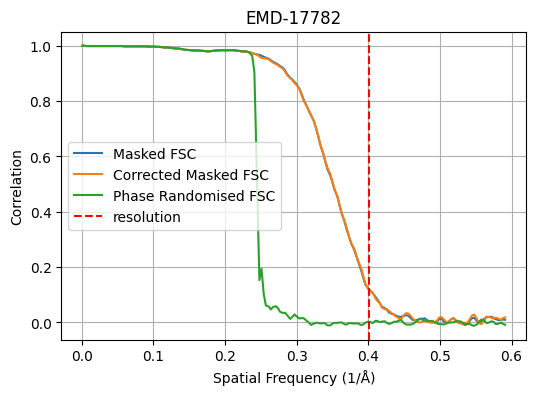 EMD-17782
1.0
0.8
0.6
0.4
0.2
0.0
Correlation
Masked FSC
Corrected Masked FSC
Phase Randomised FSC
resolution
0.0 0.1 0.2 0.3 0.4 0.5 0.6
Spatial Frequency (1/Å)